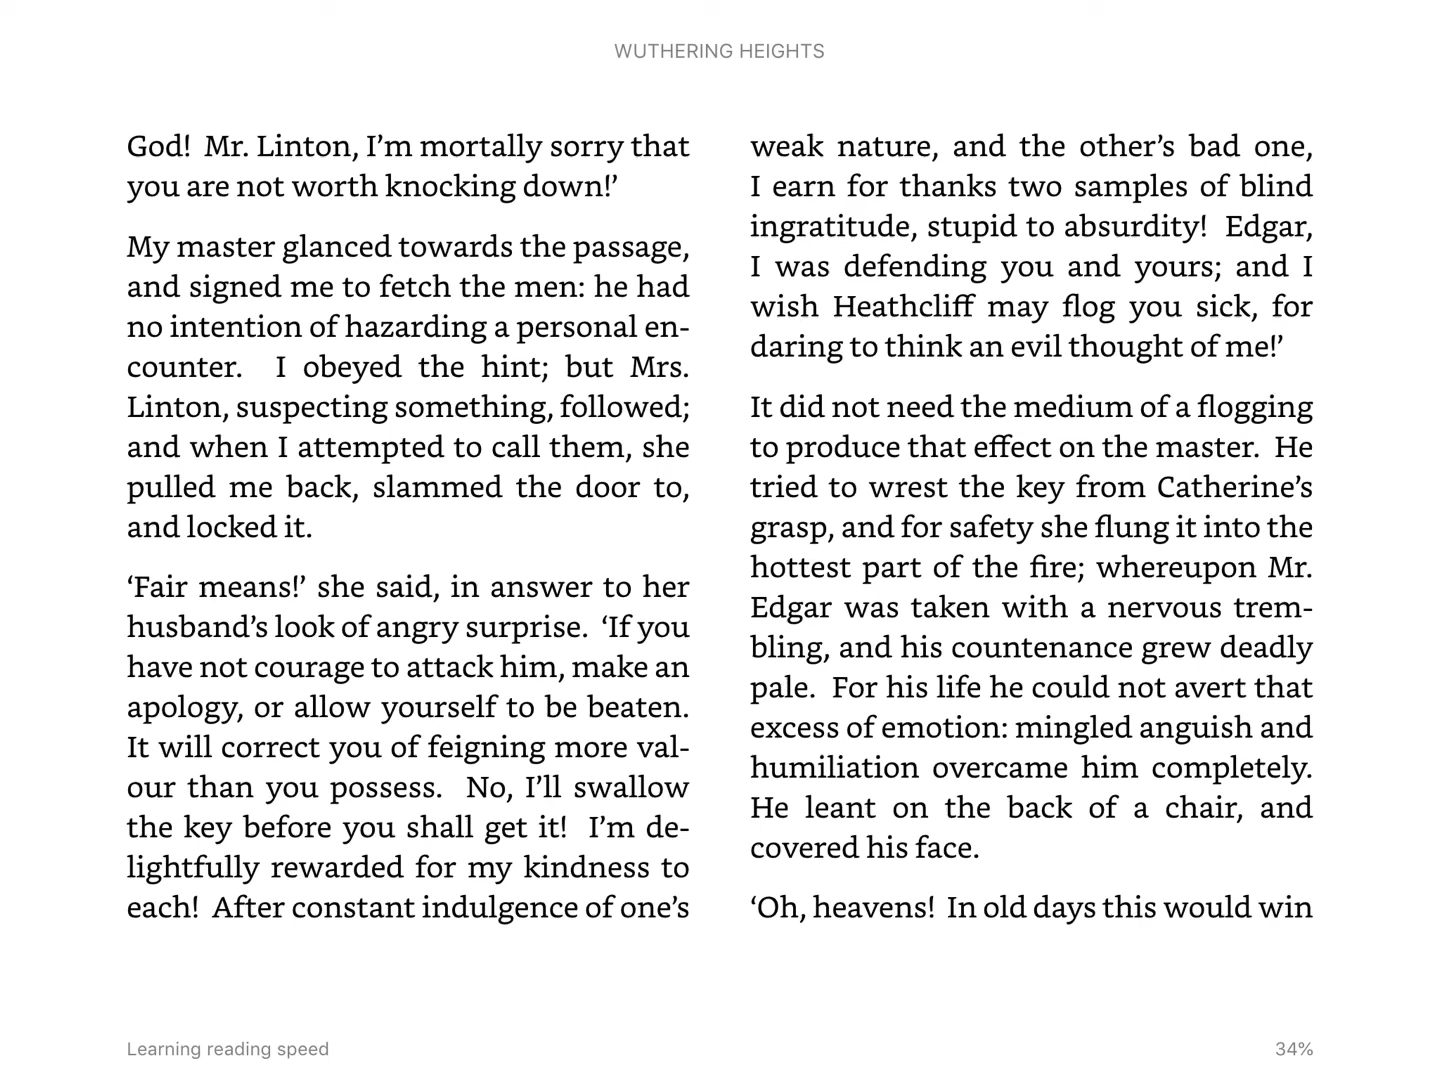 WUTHERING HEIGHTS
God!  Mr. Linton, I’m mortally sorry that
you are not worth knocking down!’
My master glanced towards the passage,
and signed me to fetch the men: he had
no intention of hazarding a personal en-
counter.  I obeyed the hint; but Mrs.
Linton, suspecting something, followed;
and when I attempted to call them, she
pulled me back, slammed the door to,
and locked it.
‘Fair means!’ she said, in answer to her
husband’s look of angry surprise.  ‘If you
have not courage to attack him, make an
apology, or allow yourself to be beaten.
It will correct you of feigning more val-
our than you possess.  No, I’ll swallow
the key before you shall get it!  I’m de-
lightfully rewarded for my kindness to
each!  After constant indulgence of one’s
weak nature, and the other’s bad one,
I earn for thanks two samples of blind
ingratitude, stupid to absurdity!  Edgar,
I was defending you and yours; and I
wish Heathcliff may flog you sick, for
daring to think an evil thought of me!’
It did not need the medium of a flogging
to produce that effect on the master.  He
tried to wrest the key from Catherine’s
grasp, and for safety she flung it into the
hottest part of the fire; whereupon Mr.
Edgar was taken with a nervous trem-
bling, and his countenance grew deadly
pale.  For his life he could not avert that
excess of emotion: mingled anguish and
humiliation overcame him completely.
He leant on the back of a chair, and
covered his face.
‘Oh, heavens!  In old days this would win
Learning reading speed
34%